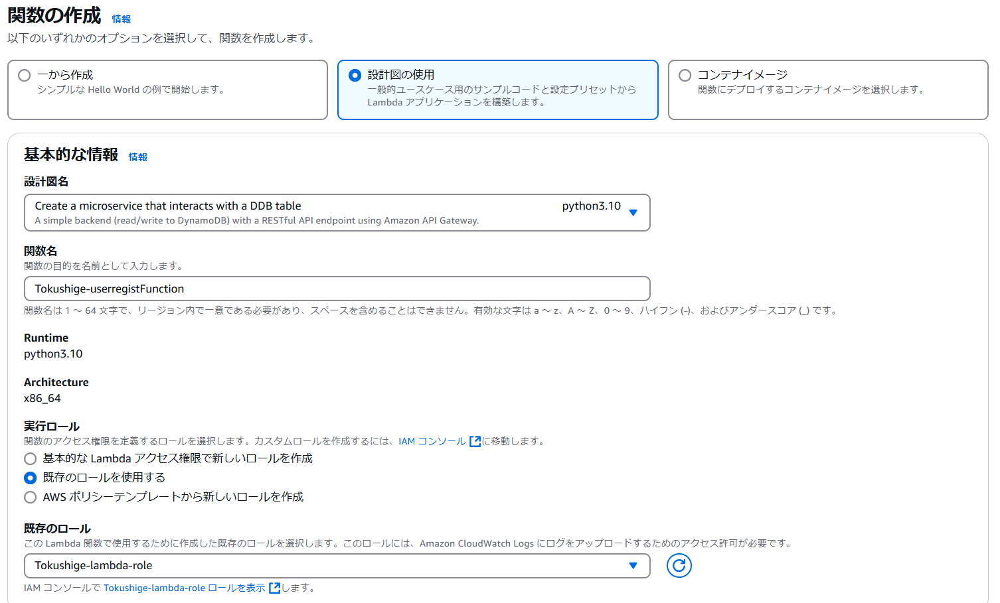 関数の作成 情報
以下のいずれかのオプションを選択して、関数を作成します。
一から作成
シンプルな Hello World の例で開始します。
設計図の使用
一般的ユースケース用のサンプルコードと設定プリセットから
Lambda アプリケーションを構築します。
コンテナイメージ
関数にデプロイするコンテナイメージを選択します。
基本的な情報 情報
設計図名
Create a microservice that interacts with a DDB table python3.10
A simple backend (read/write to DynamoDB) with a RESTful API endpoint using Amazon API Gateway.
関数名
関数の目的を名前として入力します。
Tokushige-userregistFunction
関数名は 1 ～ 64 文字で、リージョン内で一意である必要があり、スペースを含めることはできません。有効な文字は a ～ z、A ～ Z、0 ～ 9、ハイフン (-)、およびアンダースコア (_) です。
Runtime
python3.10
Architecture
x86_64
実行ロール
関数のアクセス権限を定義するロールを選択します。カスタムロールを作成するには、IAM コンソール に移動します。
基本的な Lambda アクセス権限で新しいロールを作成
既存のロールを使用する
AWS ポリシーテンプレートから新しいロールを作成
既存のロール
この Lambda 関数で使用するために作成した既存のロールを選択します。このロールには、Amazon CloudWatch Logs にログをアップロードするためのアクセス許可が必要です。
Tokushige-lambda-role
IAM コンソールで Tokushige-lambda-role ロールを表示 します。